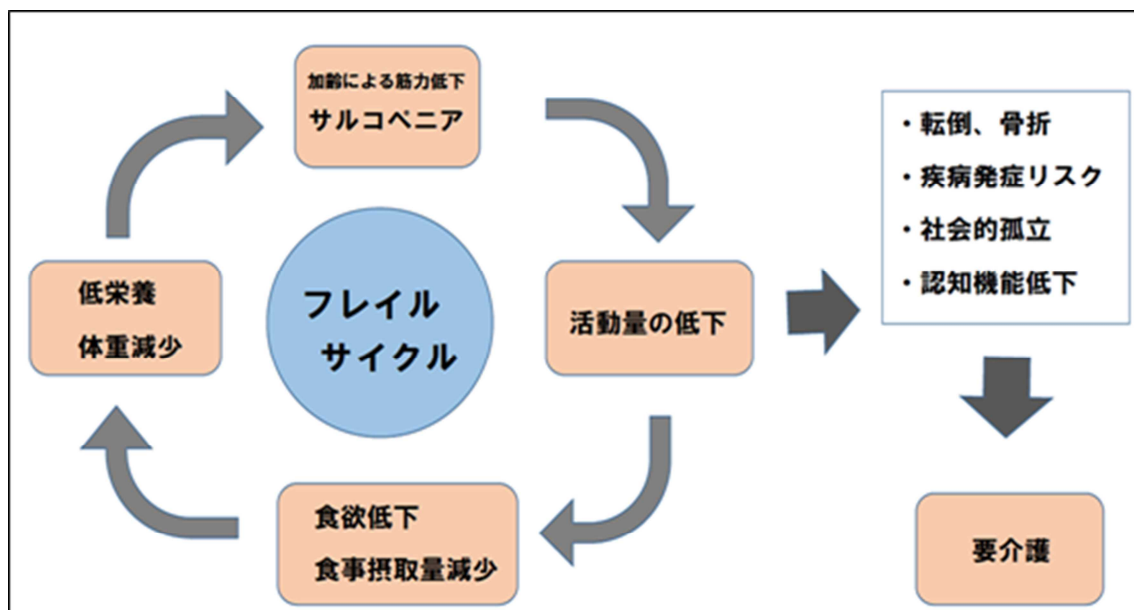 加齢による筋力低下
サルコペニア
・転倒、骨折
・疾病発症リスク
・社会的孤立
・認知機能低下
低栄養
体重減少
フレイル
サイクル
活動量の低下
食欲低下
食事摂取量減少
要介護